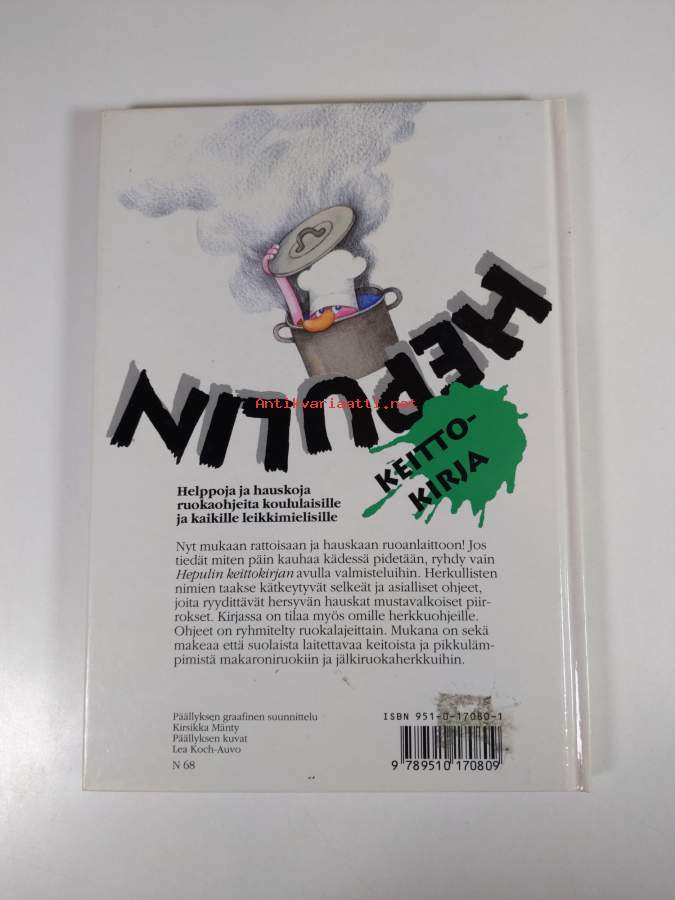 HEPULIN
Antikvariaatti.net
KEITTO-
KIRJA
Helppoja ja hauskoja
ruokaohjeita koululaisille
ja kaikille leikkimielisille
Nyt mukaan rattoisaan ja hauskaan ruoanlaittoon! Jos
tiedät miten päin kauhaa kädessä pidetään, ryhdy vain
Hepulin keittokirjan avulla valmisteluihin. Herkullisten
nimien taakse kätkeytyvät selkeät ja asialliset ohjeet,
joita ryydittävät hersyvän hauskat mustavalkoiset piir-
rokset. Kirjassa on tilaa myös omille herkkuohjeille.
Ohjeet on ryhmitelty ruokalajeittain. Mukana on sekä
makeaa että suolaista laitettavaa keitoista ja pikkuläm-
pimistä makaroniruokiin ja jälkiruokaherkkuihin.
Päällyksen graafinen suunnittelu
Kirsikka Mänty
Päällyksen kuvat
Lea Koch-Auvo
N 68
ISBN 951-0-17080-1
9 789510 170809